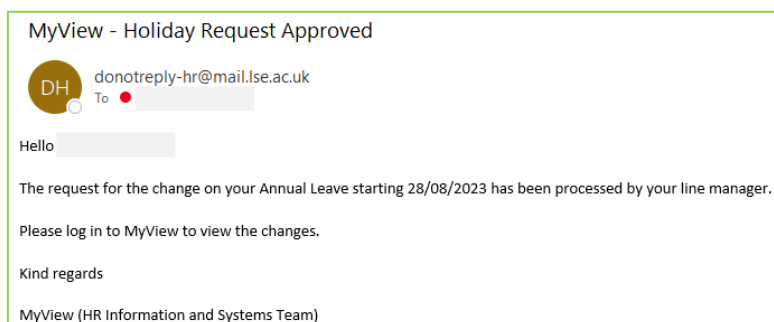 MyView - Holiday Request Approved
DH
donotreply-hr@mail.lse.ac.uk
To
Hello
The request for the change on your Annual Leave starting 28/08/2023 has been processed by your line manager.
Please log in to MyView to view the changes.
Kind regards
MyView (HR Information and Systems Team)